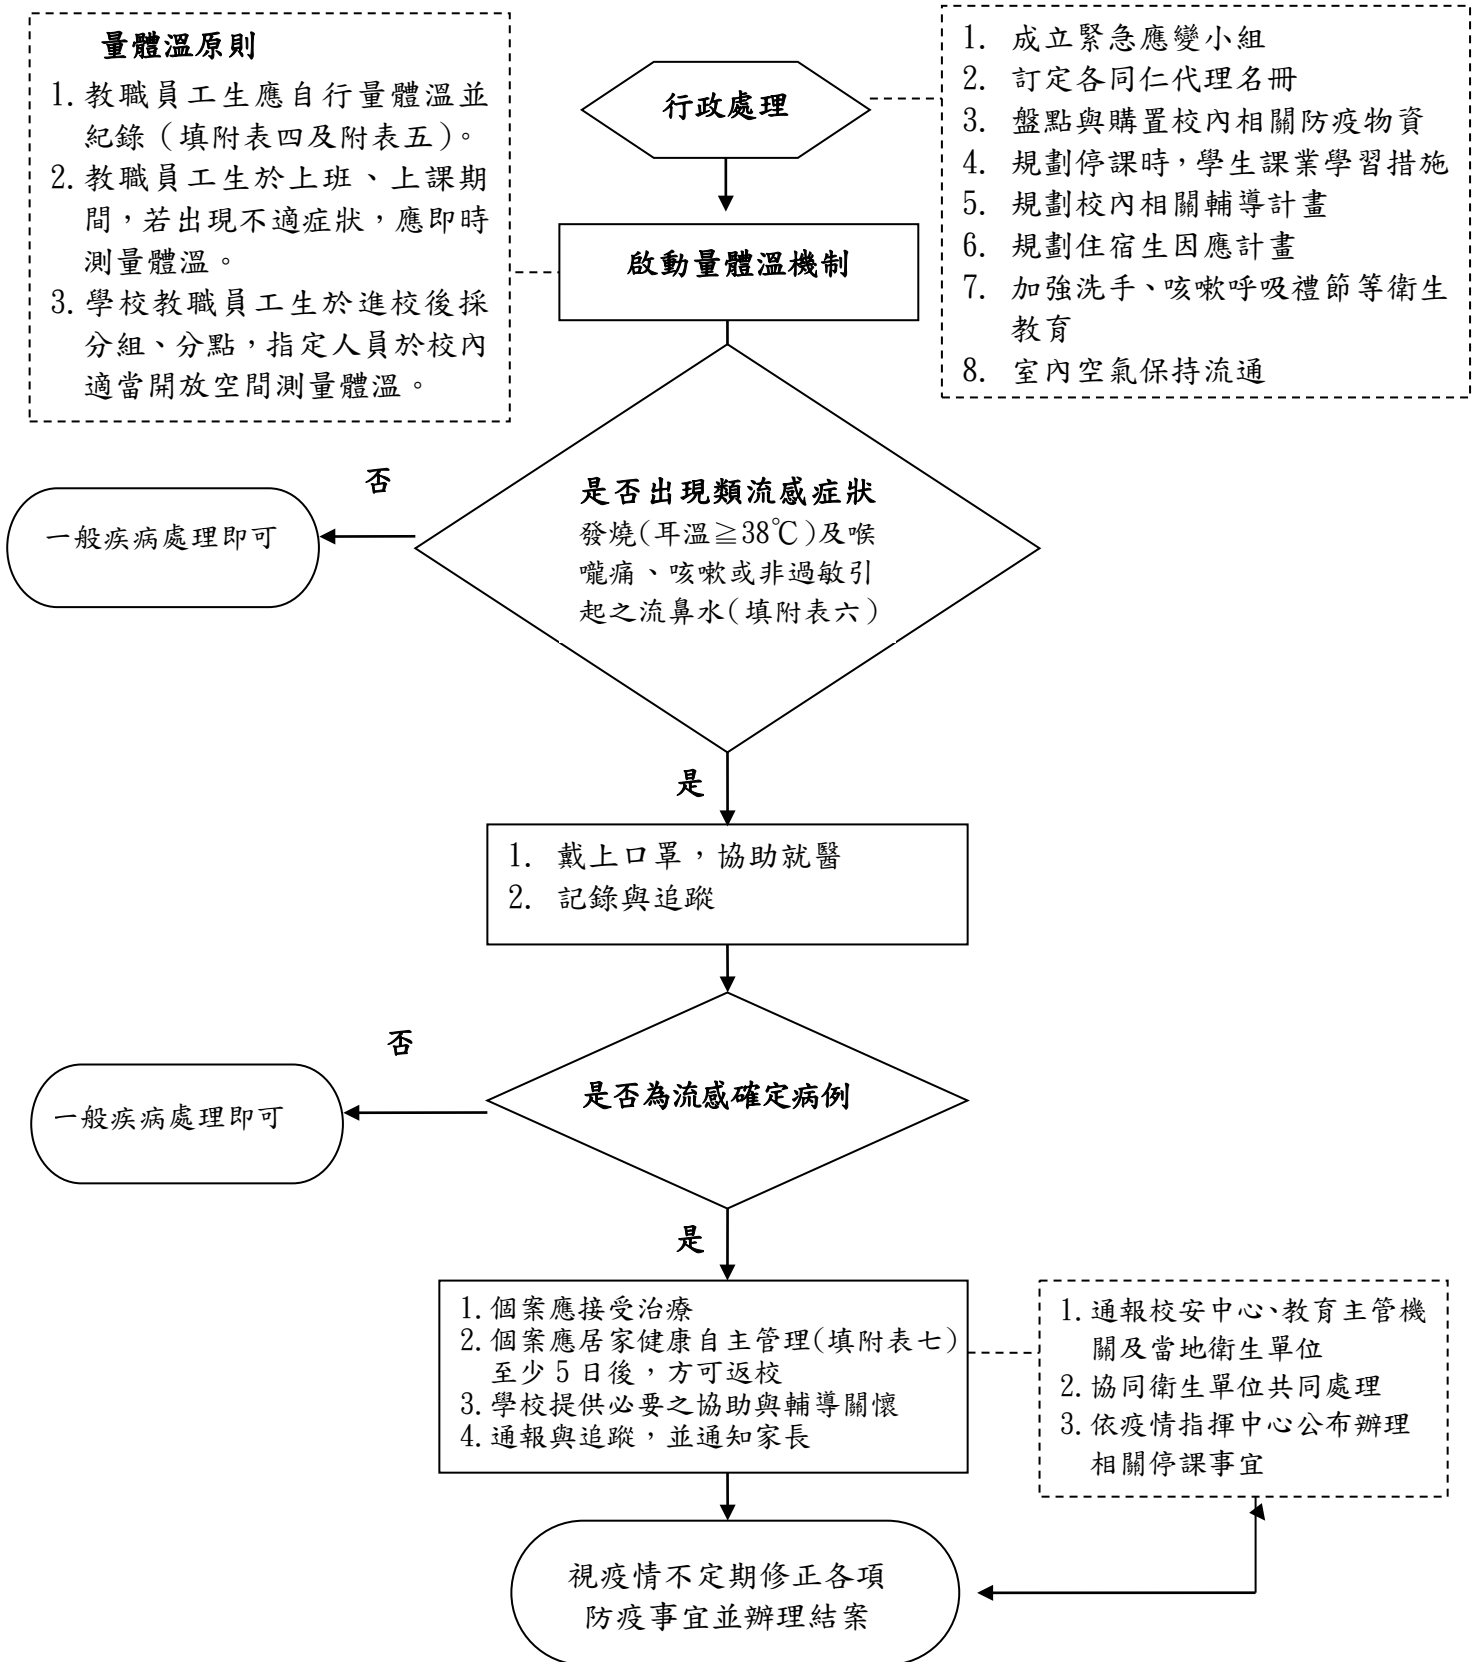 量體溫原則
1. 教職員工生應自行量體溫並
紀錄（填附表四及附表五）。
2. 教職員工生於上班、上課期
間，若出現不適症狀，應即時
測量體溫。
3. 學校教職員工生於進校後採
分組、分點，指定人員於校內
適當開放空間測量體溫。
行政處理
1. 成立緊急應變小組
2. 訂定各同仁代理名冊
3. 盤點與購置校內相關防疫物資
4. 規劃停課時，學生課業學習措施
5. 規劃校內相關輔導計畫
6. 規劃住宿生因應計畫
7. 加強洗手、咳嗽呼吸禮節等衛生
教育
8. 室內空氣保持流通
啟動量體溫機制
是否出現類流感症狀
發燒(耳溫≧38℃)及喉
嚨痛、咳嗽或非過敏引
起之流鼻水(填附表六)
否
一般疾病處理即可
是
1. 戴上口罩，協助就醫
2. 記錄與追蹤
是否為流感確定病例
否
一般疾病處理即可
是
1. 個案應接受治療
2. 個案應居家健康自主管理(填附表七)
至少 5 日後，方可返校
3. 學校提供必要之協助與輔導關懷
4. 通報與追蹤，並通知家長
1. 通報校安中心、教育主管機
關及當地衛生單位
2. 協同衛生單位共同處理
3. 依疫情指揮中心公布辦理
相關停課事宜
視疫情不定期修正各項
防疫事宜並辦理結案